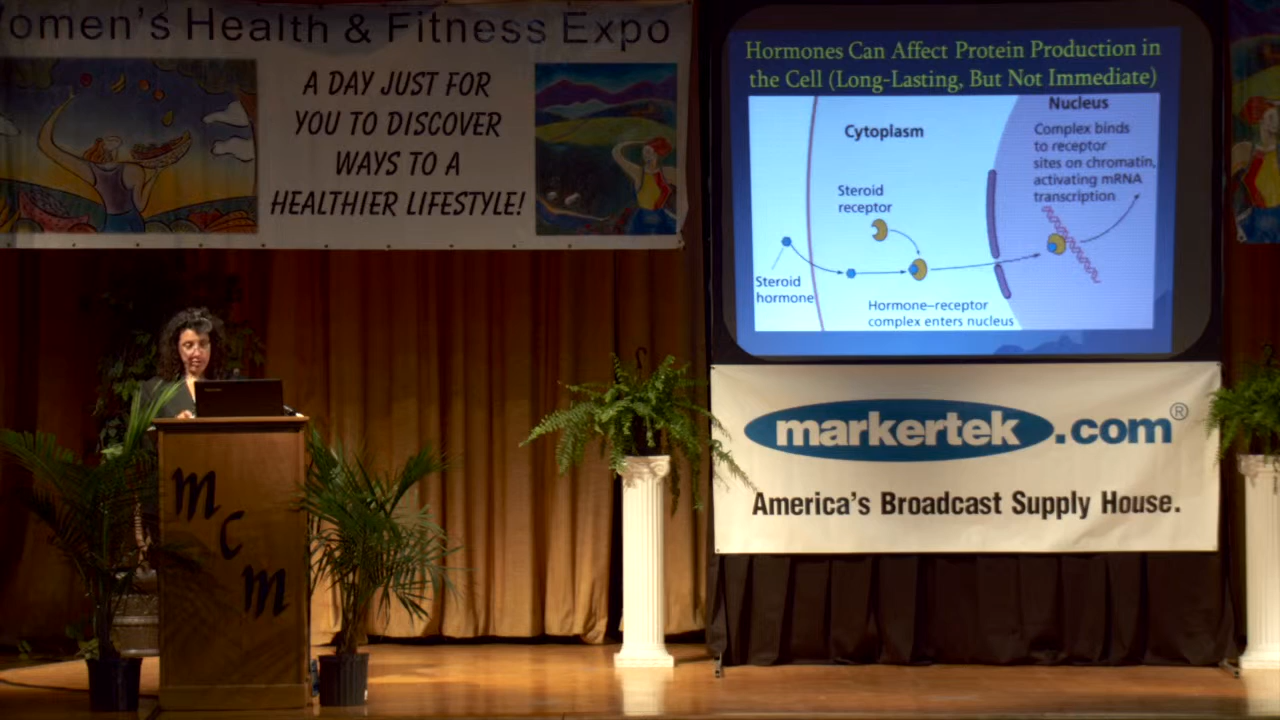 omen's Health & Fitness Expo
A DAY JUST FOR
YOU TO DISCOVER
WAYS TO A
HEALTHIER LIFESTYLE!
Hormones Can Affect Protein Production in
the Cell (Long-Lasting, But Not Immediate)
Nucleus
Cytoplasm
Complex binds
to receptor
sites on chromatin,
activating mRNA
transcription
Steroid
receptor
Steroid
hormone
Hormone–receptor
complex enters nucleus
markertek.com®
America's Broadcast Supply House.
m
c
m